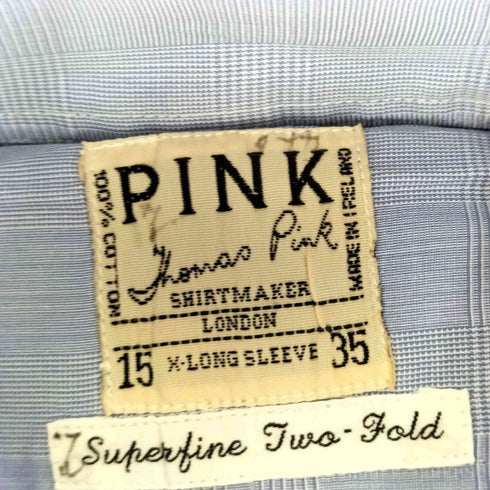 PINK
100% COTTON
MADE IN IRELAND
Thomas Pink
SHIRTMAKER
LONDON
15 X-LONG SLEEVE 35
Superfine Two-Fold